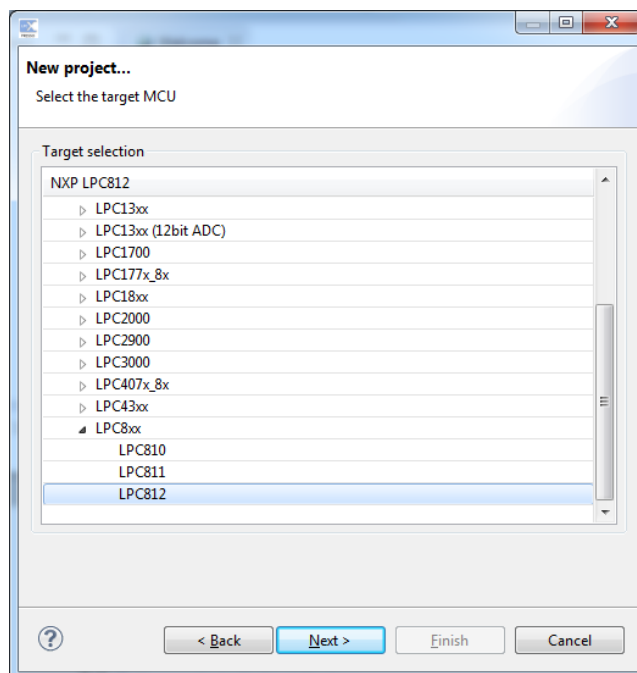 New project...
Select the target MCU
Target selection
NXP LPC812
LPC13xx
LPC13xx (12bit ADC)
LPC1700
LPC177x_8x
LPC18xx
LPC2000
LPC2900
LPC3000
LPC407x_8x
LPC43xx
LPC8xx
LPC810
LPC811
LPC812
< Back Next > Finish Cancel